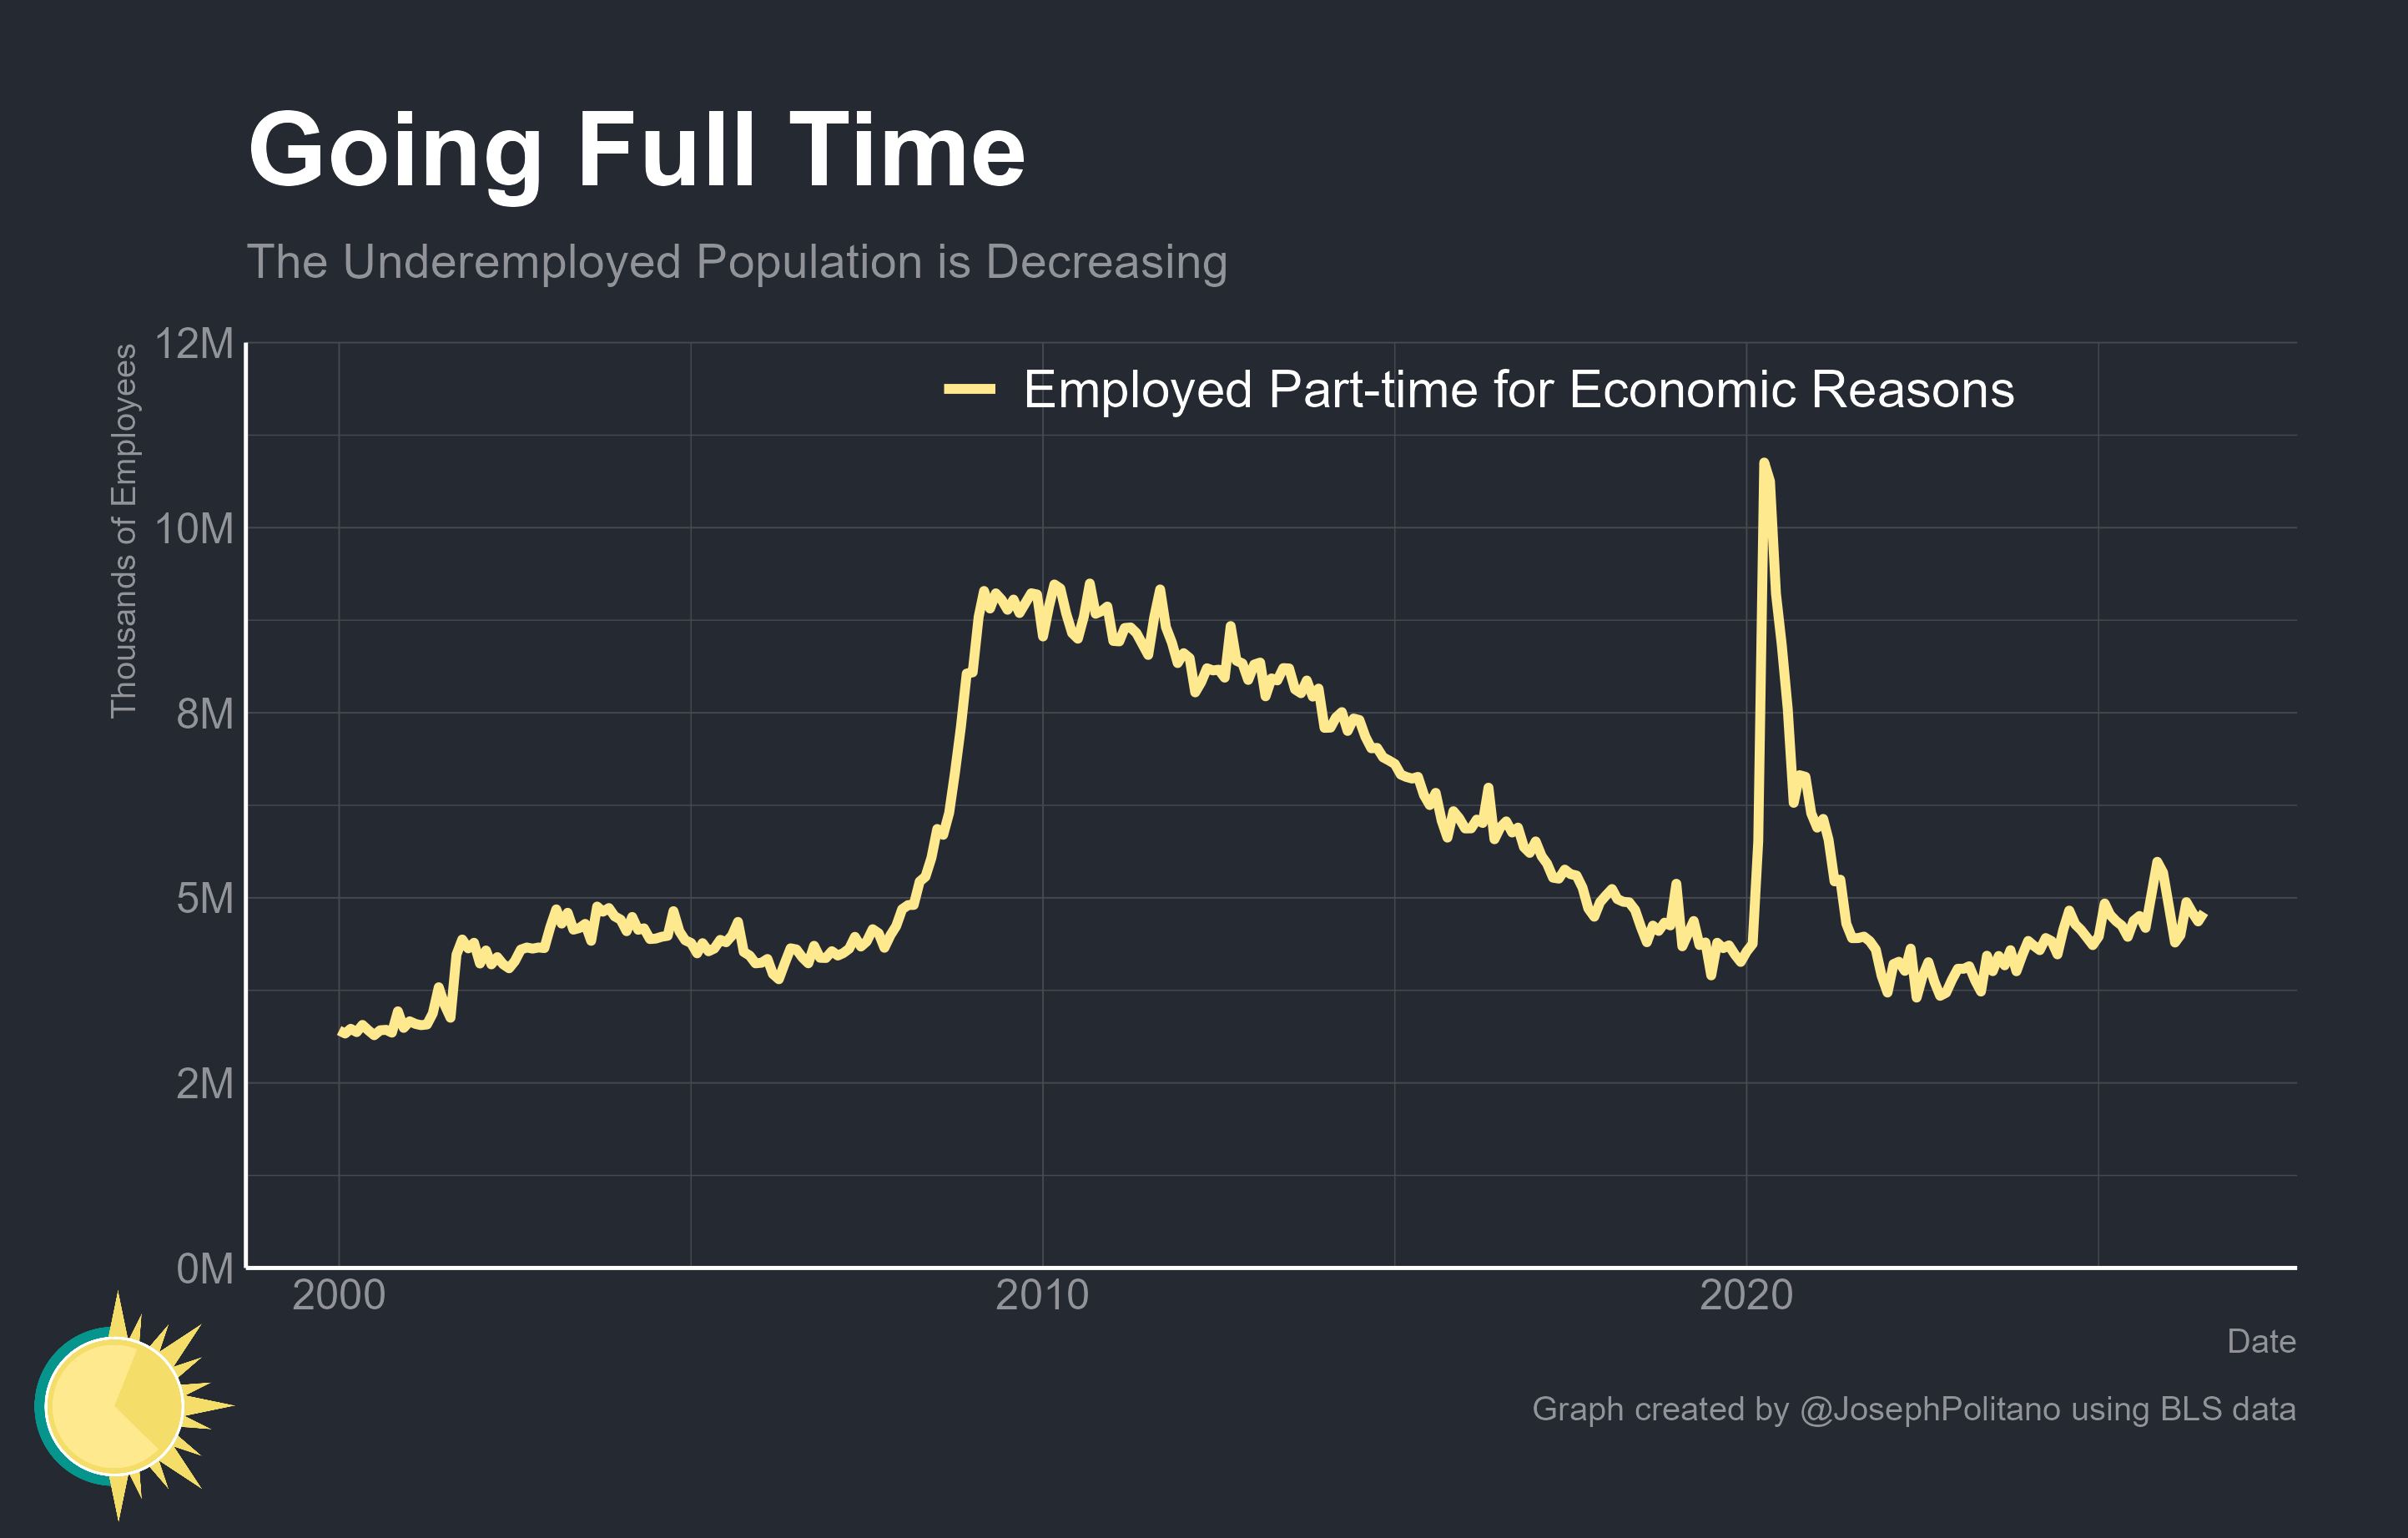 Going Full Time
The Underemployed Population is Decreasing
Thousands of Employees
12M
10M
8M
5M
2M
0M
Employed Part-time for Economic Reasons
2000
2010
2020
Date
Graph created by @JosephPolitano using BLS data